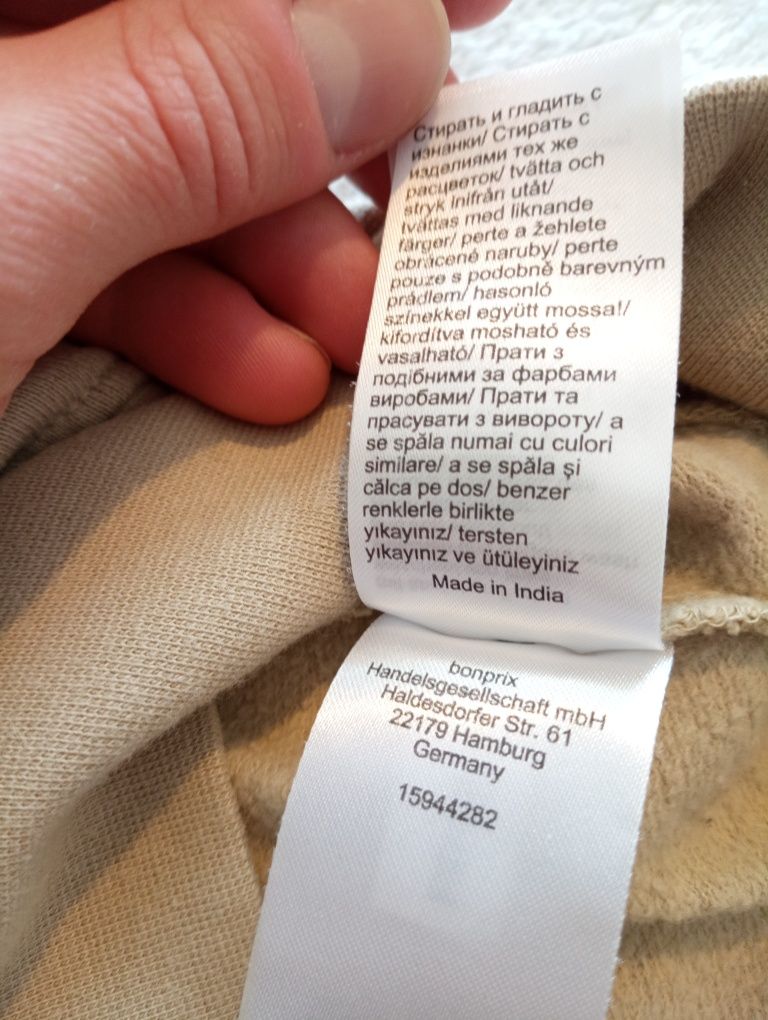 Стирать и гладить с
изнанки/ Стирать с
изделиями тех же
расцветок/ tvätta och
stryk Inifrån utåt/
tvättas med liknande
färger/ perte a žehlete
obráceně naruby/ perte
pouze s podobně barevným
prádlem/ hasonló
színekkel együtt mossa!/
kifordítva mosható és
vasalható/ Прати з
подібними за фарбами
виробами/ Прати та
прасувати з вивороту/ a
se spăla numai cu culori
similare/ a se spăla și
călca pe dos/ benzer
renklerle birlikte
yıkayınız/ tersten
yıkayınız ve ütüleyiniz
Made in India
bonprix
Handelsgesellschaft mbH
Haldesdorfer Str. 61
22179 Hamburg
Germany
15944282